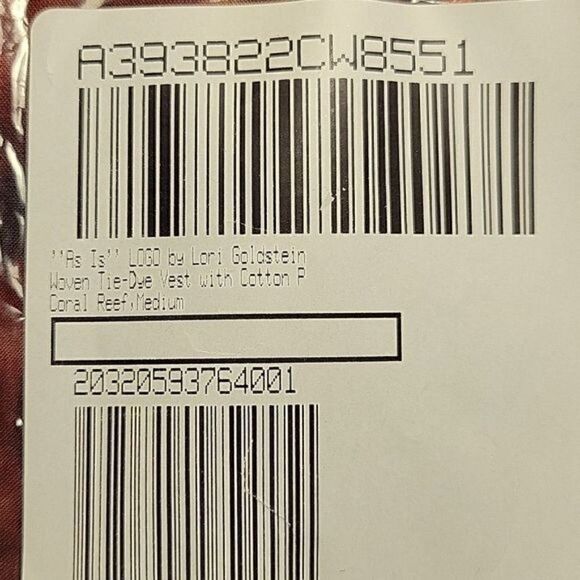 A393822CW8551
''As Is'' LOGO by Lori Goldstein
Woven Tie-Dye Vest with Cotton P
Coral Reef,Medium
20320593764001